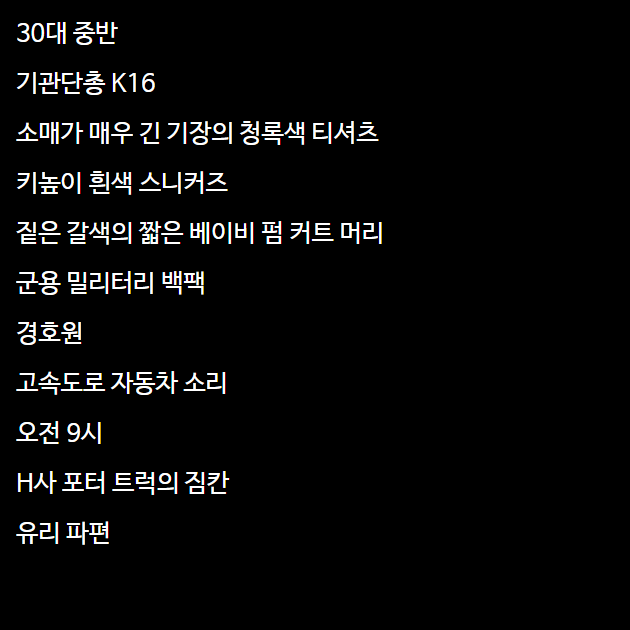 30대 중반
기관단총 K16
소매가 매우 긴 기장의 청록색 티셔츠
키높이 흰색 스니커즈
짙은 갈색의 짧은 베이비 펌 커트 머리
군용 밀리터리 백팩
경호원
고속도로 자동차 소리
오전 9시
H사 포터 트럭의 짐칸
유리 파편